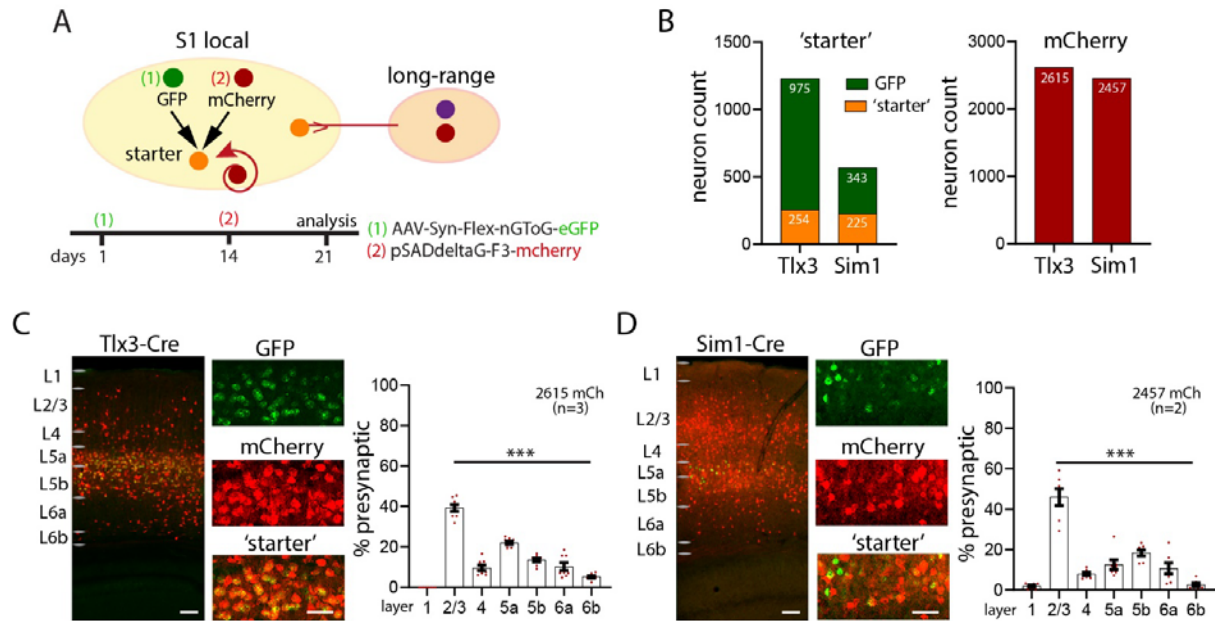 A
S1 local
(1)
(2)
GFP
mCherry
starter
long-range
(1)
(2)
analysis
days
1
14
21
(1) AAV-Syn-Flex-nGToG-eGFP
(2) pSADdeltaG-F3-mcherry
B
'starter'
neuron count
1500
1000
500
0
975
254
343
225
Tlx3
Sim1
GFP
'starter'
mCherry
neuron count
3000
2000
1000
0
2615
2457
Tlx3
Sim1
C
Tlx3-Cre
L1
L2/3
L4
L5a
L5b
L6a
L6b
GFP
mCherry
'starter'
% presynaptic
100
80
60
40
20
0
2615 mCh
(n=3)
***
layer 1 2/3 4 5a 5b 6a 6b
D
Sim1-Cre
L1
L2/3
L4
L5a
L5b
L6a
L6b
GFP
mCherry
'starter'
% presynaptic
100
80
60
40
20
0
2457 mCh
(n=2)
***
layer 1 2/3 4 5a 5b 6a 6b